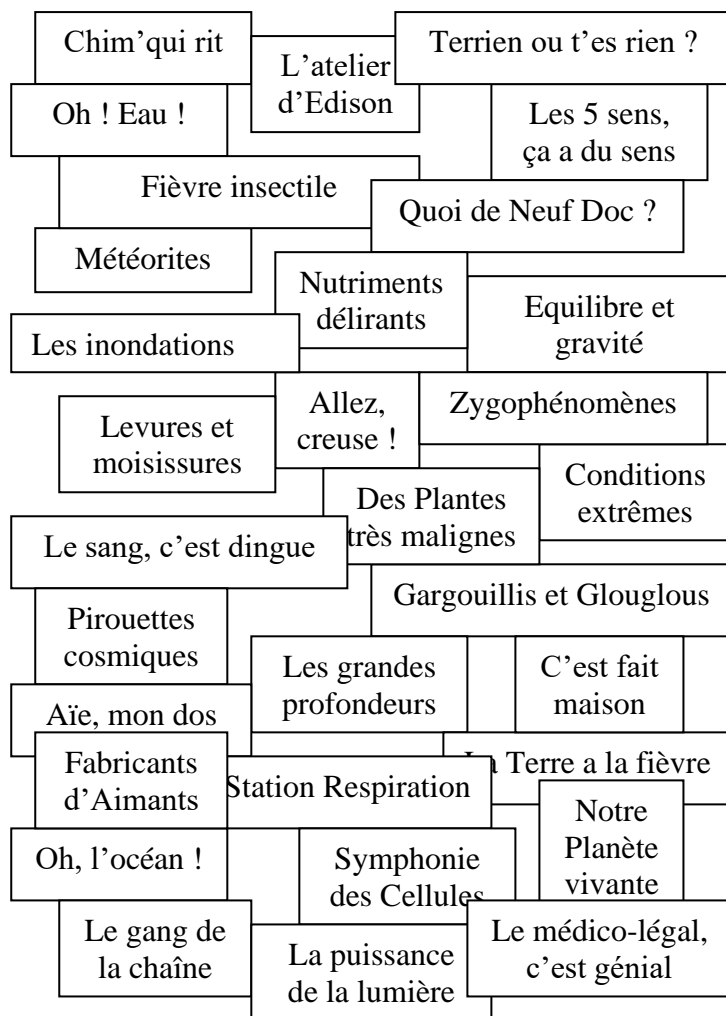 Chim’qui rit
Terrien ou t’es rien ?
L’atelier
d’Edison
Oh ! Eau !
Les 5 sens,
ça a du sens
Fièvre insectile
Quoi de Neuf Doc ?
Météorites
Nutriments
délirants
Equilibre et
gravité
Les inondations
Levures et
moisissures
Allez,
creuse !
Zygophénomènes
Conditions
extrêmes
Des Plantes
très malignes
Le sang, c’est dingue
Gargouillis et Glouglous
Pirouettes
cosmiques
Les grandes
profondeurs
C’est fait
maison
Aïe, mon dos
Fabricants
d’Aimants
Station Respiration
La Terre a la fièvre
Notre
Planète
vivante
Oh, l’océan !
Symphonie
des Cellules
Le gang de
la chaîne
La puissance
de la lumière
Le médico-légal,
c’est génial